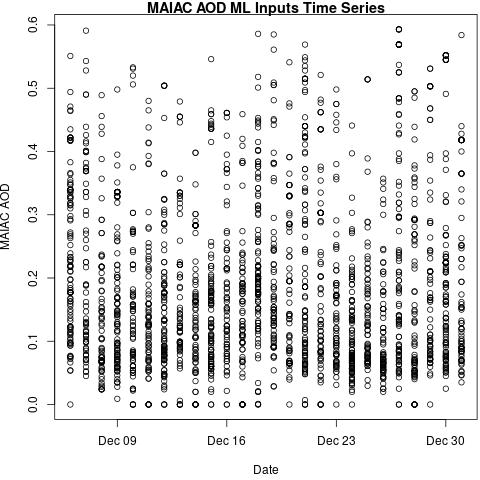 MAIAC AOD ML Inputs Time Series
MAIAC AOD
0.6
0.5
0.4
0.3
0.2
0.1
0.0
Dec 09
Dec 16
Dec 23
Dec 30
Date